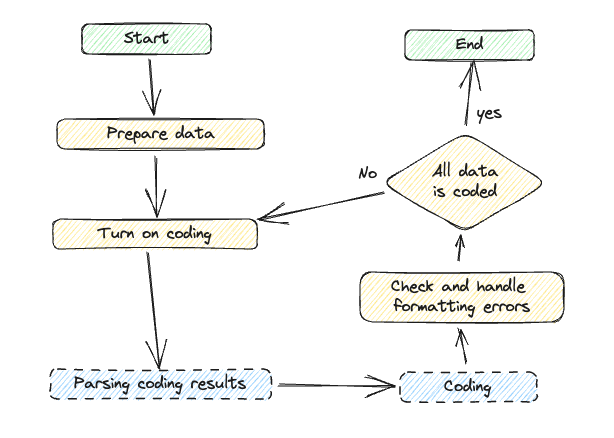 Start
End
Prepare data
yes
All data
is coded
No
Turn on coding
Check and handle
formatting errors
Parsing coding results
Coding